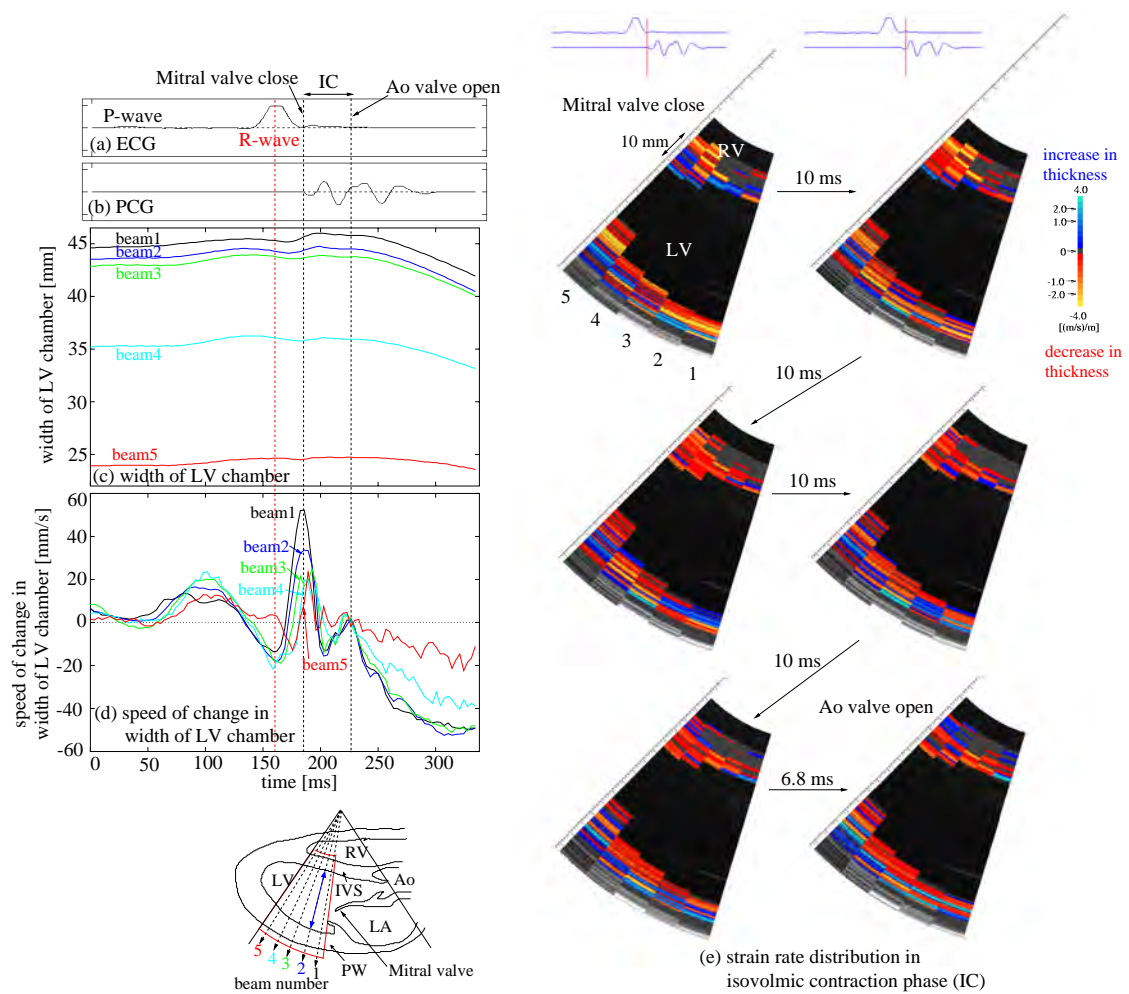 Mitral valve close
IC
Ao valve open
P-wave
R-wave
(a) ECG
(b) PCG
width of LV chamber [mm]
45
35
25
beam1
beam2
beam3
beam4
beam5
(c) width of LV chamber
speed of change in
width of LV chamber [mm/s]
60
40
20
0
-20
-40
-60
beam1
beam2
beam3
beam4
beam5
(d) speed of change in
width of LV chamber
0
50
100
150
200
250
300
time [ms]
RV
LV
IVS
Ao
LA
PW
Mitral valve
5
4
3
2
1
beam number
Mitral valve close
10 mm
RV
LV
5
4
3
2
1
10 ms
increase in
thickness
4.0
2.0
0
-1.0
-2.0
-4.0
[(m/s)/m]
decrease in
thickness
10 ms
10 ms
10 ms
Ao valve open
6.8 ms
(e) strain rate distribution in
isovolmic contraction phase (IC)